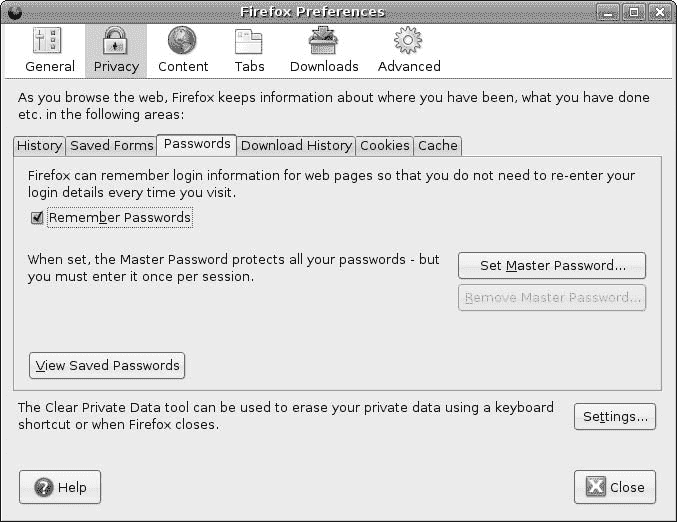 Firefox Preferences
General Privacy Content Tabs Downloads Advanced
As you browse the web, Firefox keeps information about where you have been, what you have done
etc. in the following areas:
History Saved Forms Passwords Download History Cookies Cache
Firefox can remember login information for web pages so that you do not need to re-enter your
login details every time you visit.
Remember Passwords
When set, the Master Password protects all your passwords - but
you must enter it once per session.
Set Master Password...
Remove Master Password...
View Saved Passwords
The Clear Private Data tool can be used to erase your private data using a keyboard
shortcut or when Firefox closes.
Settings...
Help
Close